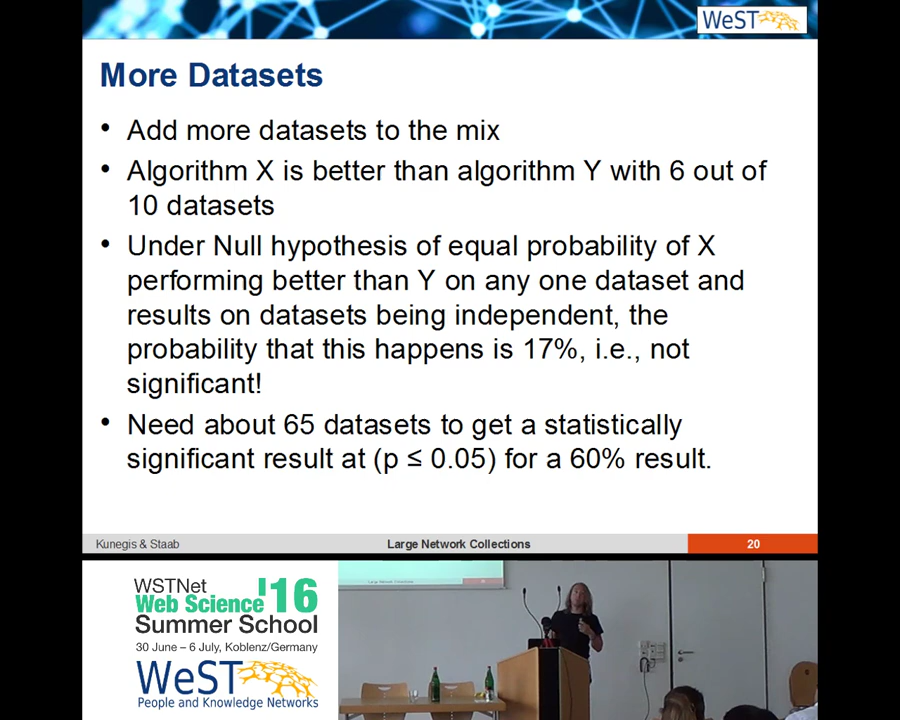 WeST
More Datasets
• Add more datasets to the mix
• Algorithm X is better than algorithm Y with 6 out of
10 datasets
• Under Null hypothesis of equal probability of X
performing better than Y on any one dataset and
results on datasets being independent, the
probability that this happens is 17%, i.e., not
significant!
• Need about 65 datasets to get a statistically
significant result at (p ≤ 0.05) for a 60% result.
Kunegis & Staab
Large Network Collections
20
WSTNet
Web Science '16
Summer School
30 June – 6 July, Koblenz/Germany
WeST
People and Knowledge Networks